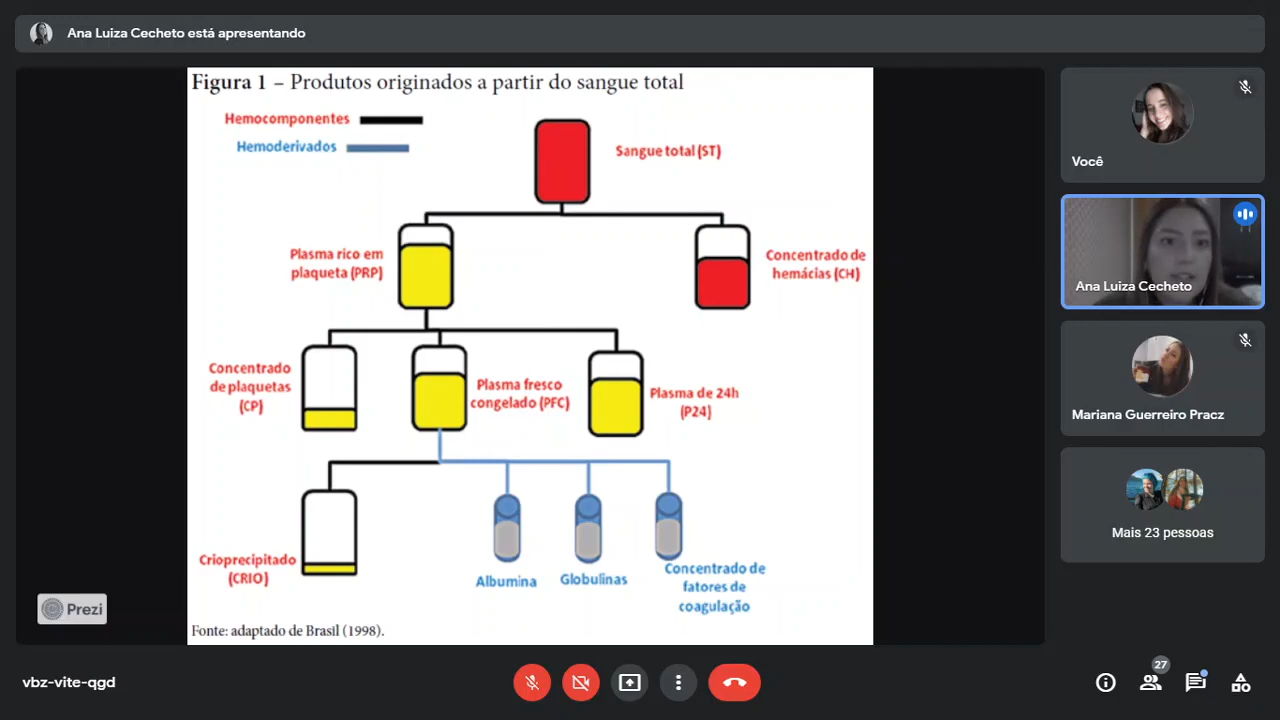 Ana Luiza Cecheto está apresentando
Figura 1 – Produtos originados a partir do sangue total
Hemocomponentes
Hemoderivados
Sangue total (ST)
Plasma rico em
plaqueta (PRP)
Concentrado de
hemácias (CH)
Concentrado
de plaquetas
(CP)
Plasma fresco
congelado (PFC)
Plasma de 24h
(P24)
Crioprecipitado
(CRIO)
Albumina
Globulinas
Concentrado de
fatores de
coagulação
Prezi
Fonte: adaptado de Brasil (1998).
Você
Ana Luiza Cecheto
Mariana Guerreiro Pracz
Mais 23 pessoas
vbz-vite-qgd
27